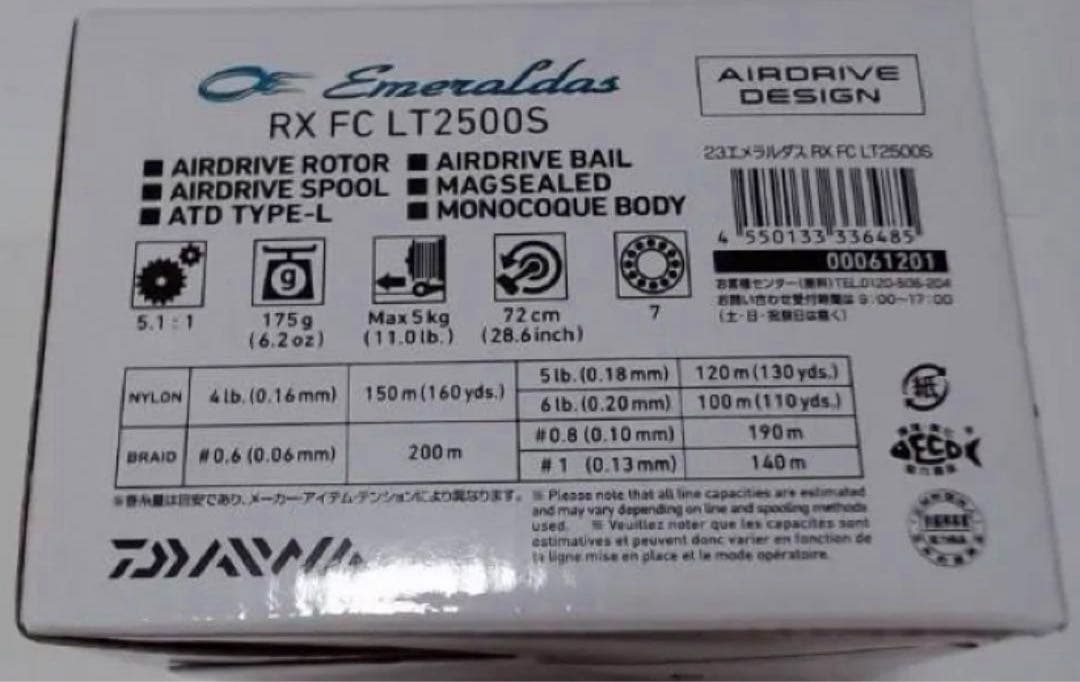 Emeraldas
AIRDRIVE
DESIGN
RX FC LT2500S
■ AIRDRIVE ROTOR ■ AIRDRIVE BAIL
■ AIRDRIVE SPOOL ■ MAGSEALED
■ ATD TYPE-L ■ MONOCOQUE BODY
23エメラルダス RX FC LT2500S
4 550133 336485
00061201
お客様センター(無料)TEL.0120-506-204
お問い合わせ受付時間は 9:00~17:00
(土・日・祝祭日は除く)
g
5.1 : 1
175g
(6.2oz)
Max5kg
(11.0lb.)
72cm
(28.6inch)
7
NYLON 4lb.(0.16mm) 150m(160yds.) 5lb.(0.18mm) 120m(130yds.)
6lb.(0.20mm) 100m(110yds.)
BRAID #0.6(0.06mm) 200m #0.8(0.10mm) 190m
#1 (0.13mm) 140m
紙
ECO
※巻糸量は目安であり、メーカー・アイテム・テンションにより異なります。
※ Please note that all line capacities are estimated
and may vary depending on line and spooling methods
used. ※ Veuillez noter que les capacites sont
estimatives et peuvent donc varier en fonction de
la ligne mise en place et le mode opératoire.
DAIWA